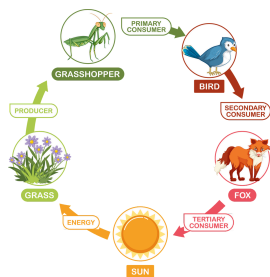 PRIMARY
CONSUMER
GRASSHOPPER
BIRD
PRODUCER
SECONDARY
CONSUMER
GRASS
FOX
ENERGY
TERTIARY
CONSUMER
SUN